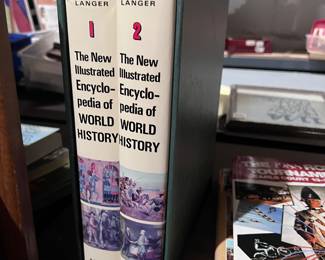 LANGER
1
The New
Illustrated
Encyclo-
pedia of
WORLD
HISTORY
LANGER
2
The New
Illustrated
Encyclo-
pedia of
WORLD
HISTORY
TOURNAM